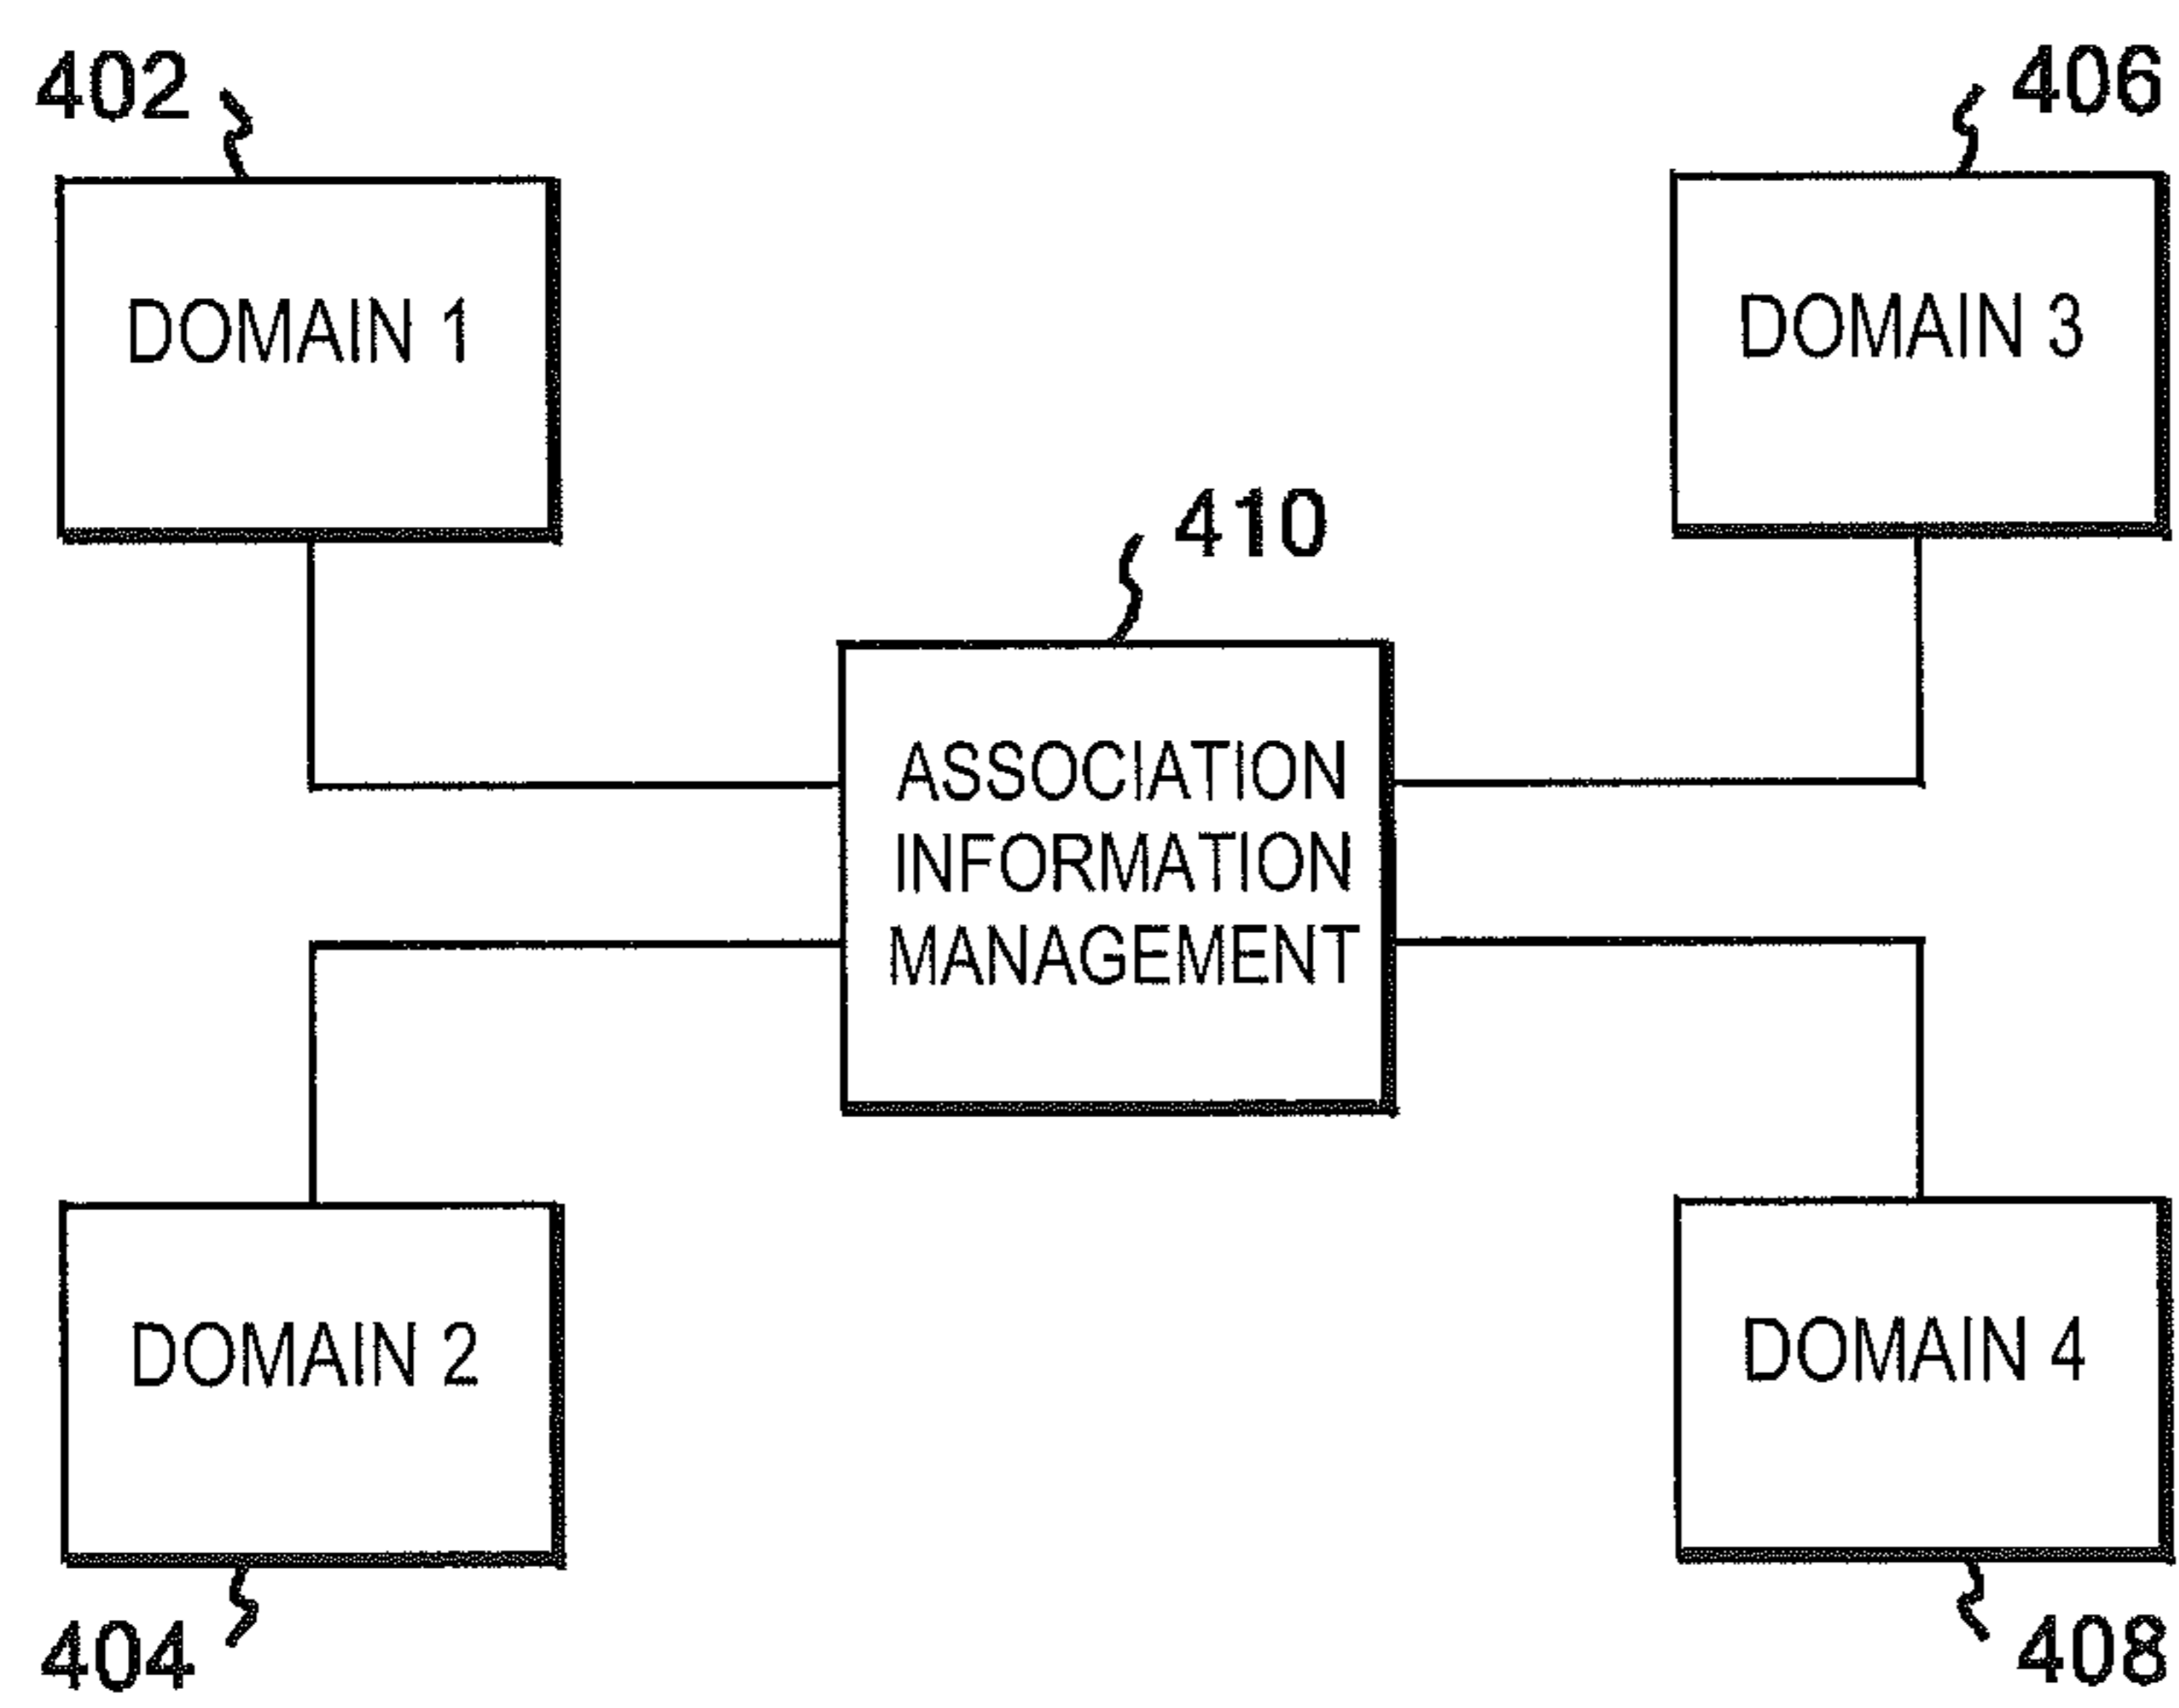 402
406
DOMAIN 1
DOMAIN 3
410
ASSOCIATION
INFORMATION
MANAGEMENT
DOMAIN 2
DOMAIN 4
404
408